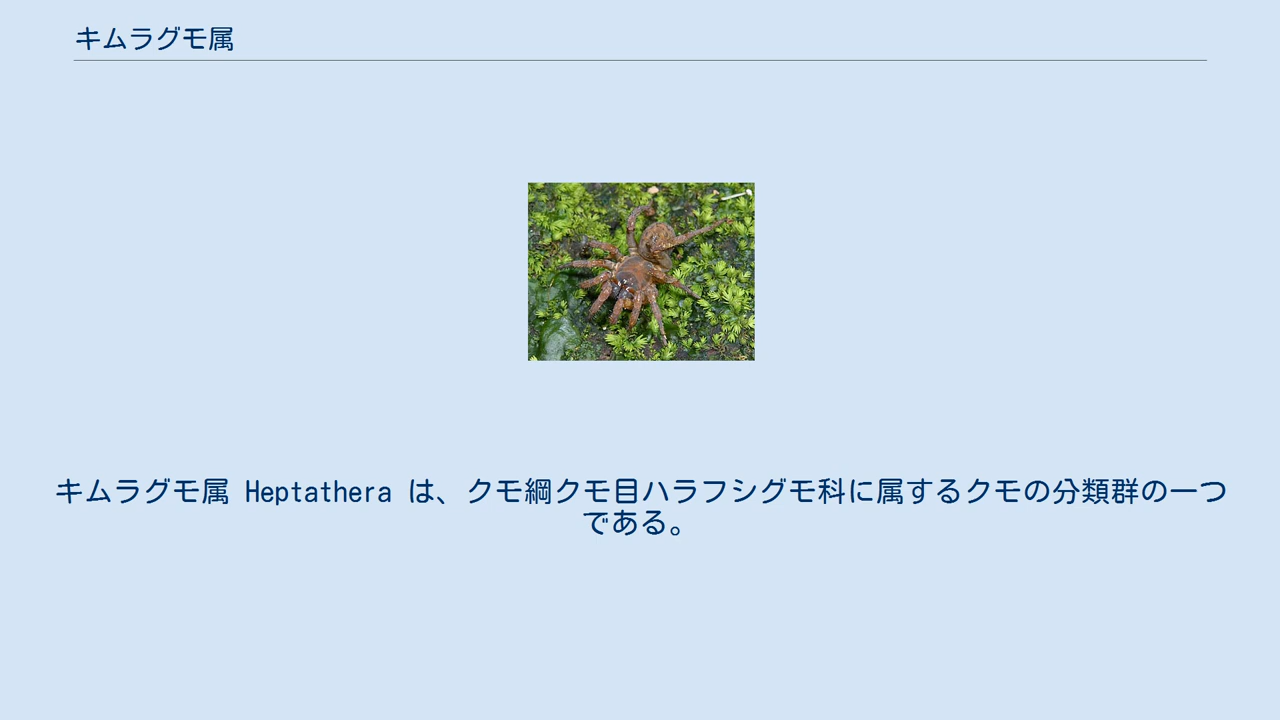 キムラグモ属
キムラグモ属 Heptathera は、クモ綱クモ目ハラフシグモ科に属するクモの分類群の一つ
である。